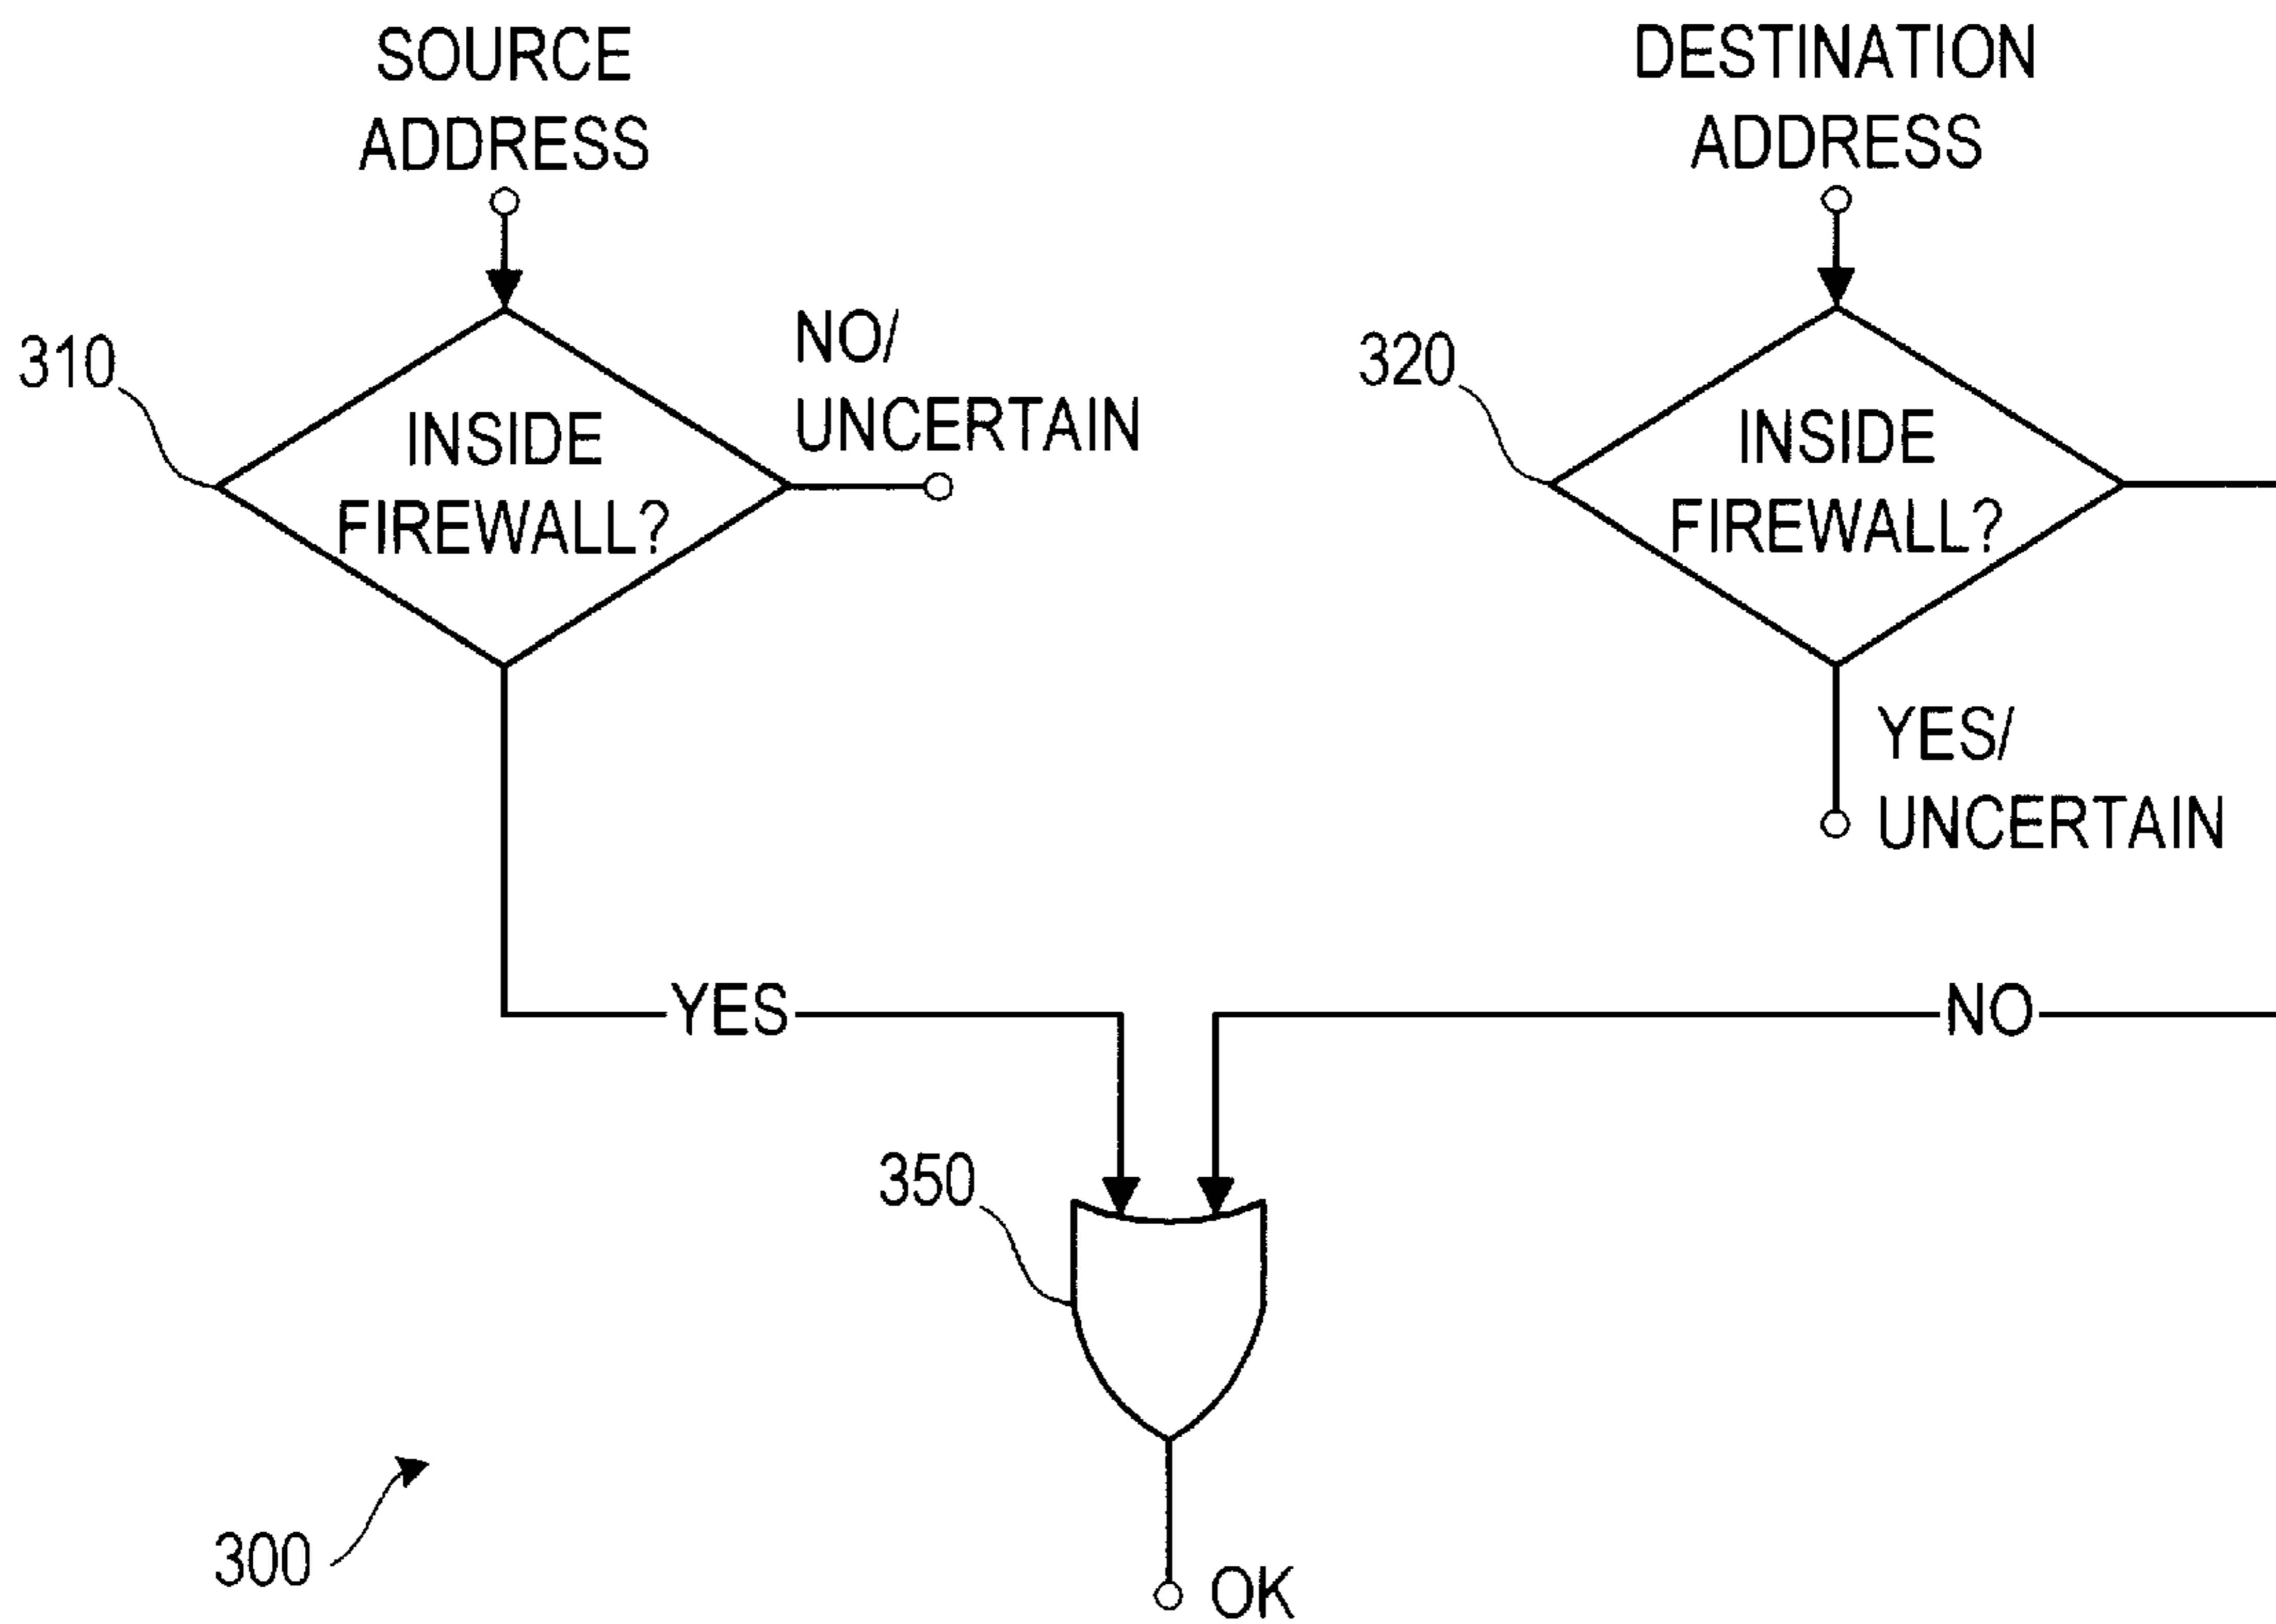 SOURCE
ADDRESS
DESTINATION
ADDRESS
310
INSIDE
FIREWALL?
NO/
UNCERTAIN
320
INSIDE
FIREWALL?
YES/
UNCERTAIN
YES
NO
350
300
OK